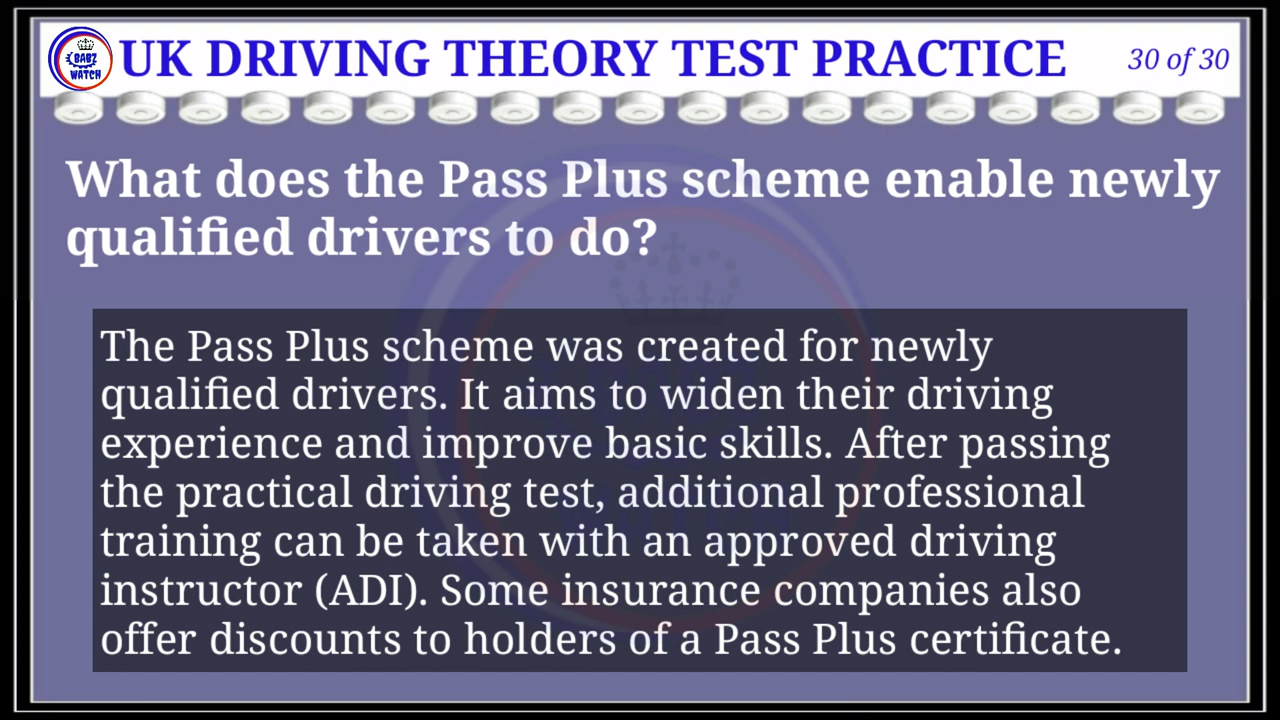 BABZ
WATCH
UK DRIVING THEORY TEST PRACTICE
30 of 30
What does the Pass Plus scheme enable newly
qualified drivers to do?
The Pass Plus scheme was created for newly
qualified drivers. It aims to widen their driving
experience and improve basic skills. After passing
the practical driving test, additional professional
training can be taken with an approved driving
instructor (ADI). Some insurance companies also
offer discounts to holders of a Pass Plus certificate.